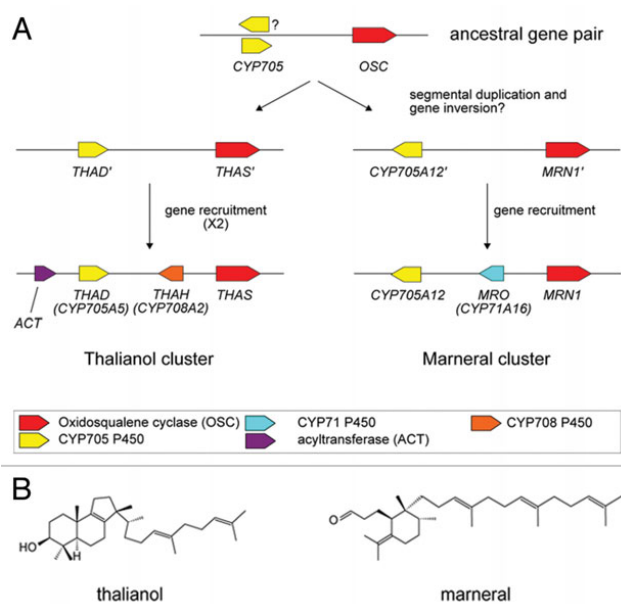 A
?
CYP705 OSC
ancestral gene pair
segmental duplication and
gene inversion?
THAD' THAS' CYP705A12' MRN1'
gene recruitment
(X2)
gene recruitment
ACT
THAD
(CYP705A5)
THAH
(CYP708A2)
THAS
CYP705A12
MRO
(CYP71A16)
MRN1
Thalianol cluster
Marneral cluster
Oxidosqualene cyclase (OSC) CYP71 P450 CYP708 P450
CYP705 P450 acyltransferase (ACT)
B
HO
H
O
thalianol
marneral